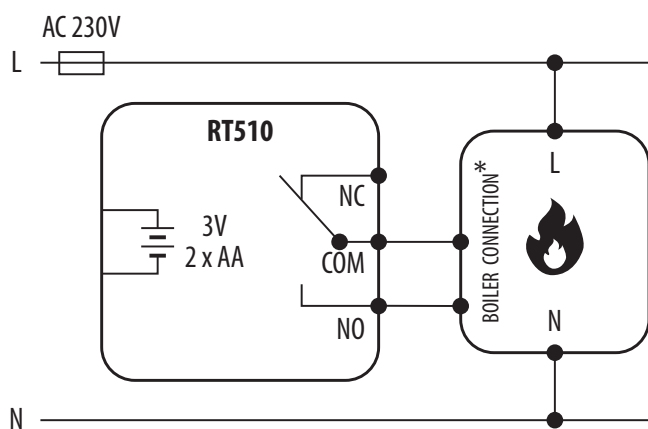 AC 230V
L
RT510
NC
3V
2 x AA
COM
NO
BOILER CONNECTION*
L
N
N